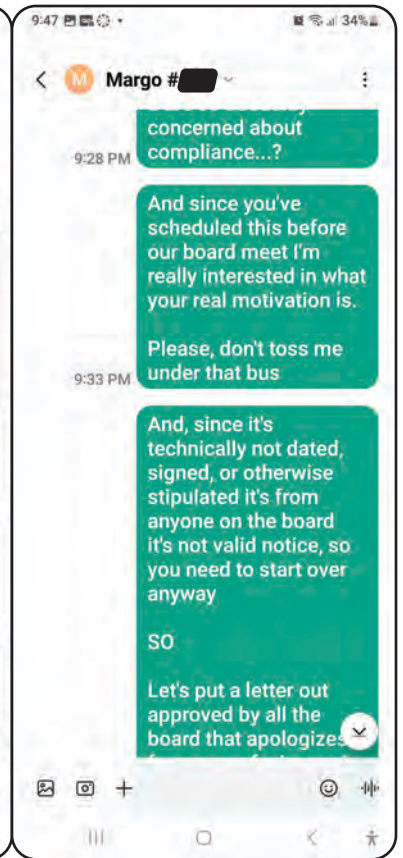 9:47
34%
M Margo #
concerned about
compliance...?
9:28 PM
And since you've
scheduled this before
our board meet I'm
really interested in what
your real motivation is.
Please, don't toss me
under that bus
9:33 PM
And, since it's
technically not dated,
signed, or otherwise
stipulated it's from
anyone on the board
it's not valid notice, so
you need to start over
anyway
SO
Let's put a letter out
approved by all the
board that apologizes